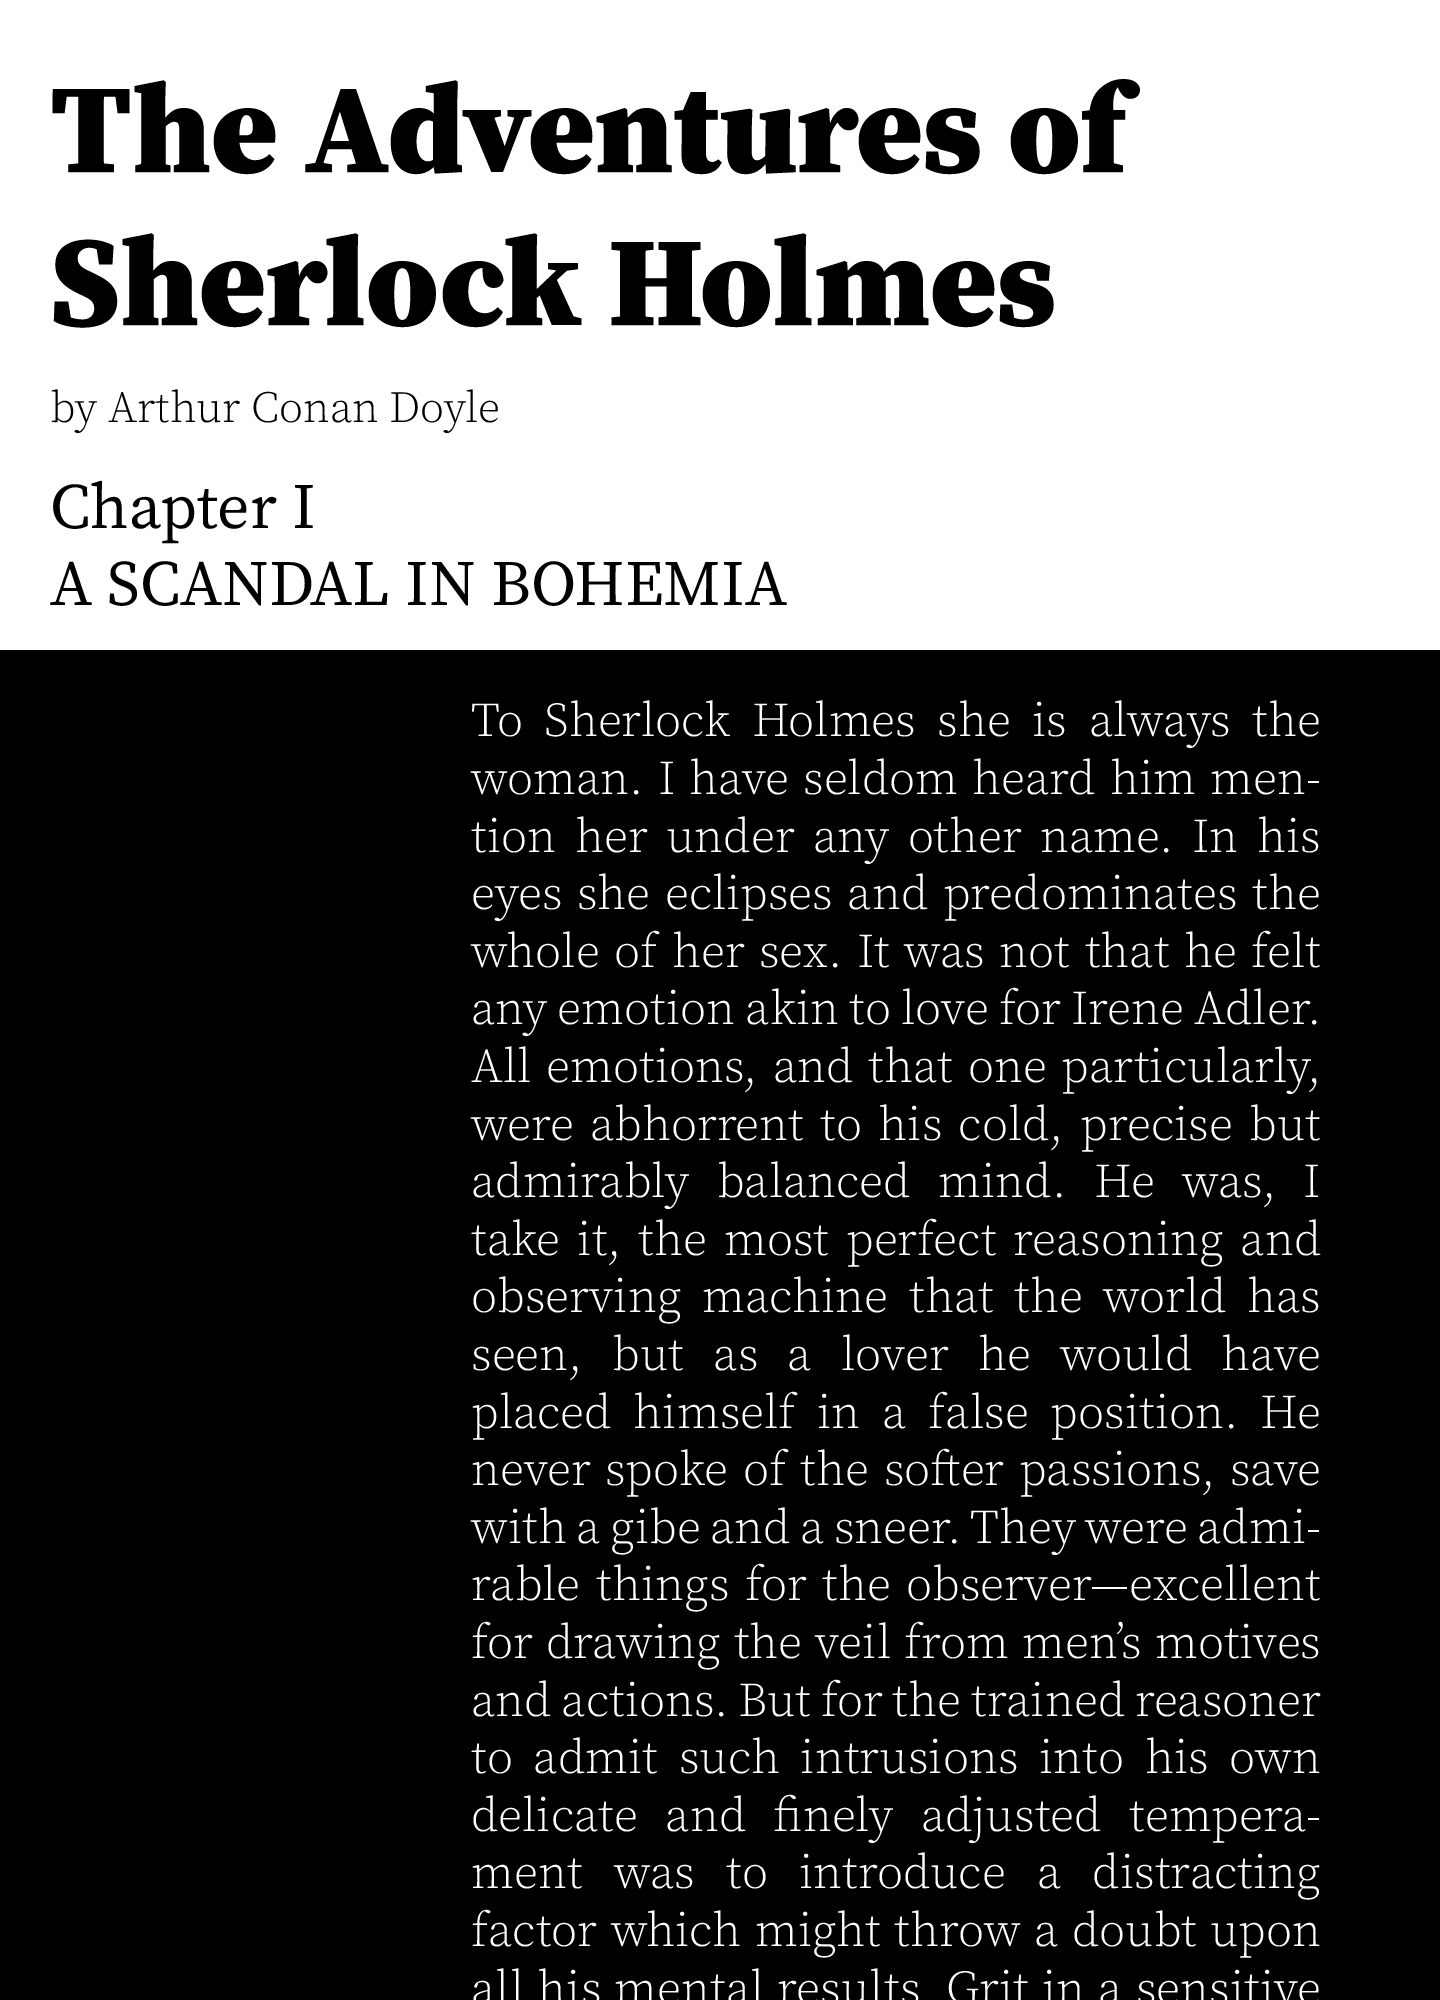 The Adventures of
Sherlock Holmes
by Arthur Conan Doyle
Chapter I
A SCANDAL IN BOHEMIA
To Sherlock Holmes she is always the
woman. I have seldom heard him men-
tion her under any other name. In his
eyes she eclipses and predominates the
whole of her sex. It was not that he felt
any emotion akin to love for Irene Adler.
All emotions, and that one particularly,
were abhorrent to his cold, precise but
admirably balanced mind. He was, I
take it, the most perfect reasoning and
observing machine that the world has
seen, but as a lover he would have
placed himself in a false position. He
never spoke of the softer passions, save
with a gibe and a sneer. They were admi-
rable things for the observer—excellent
for drawing the veil from men’s motives
and actions. But for the trained reasoner
to admit such intrusions into his own
delicate and finely adjusted tempera-
ment was to introduce a distracting
factor which might throw a doubt upon
all his mental results. Grit in a sensitive